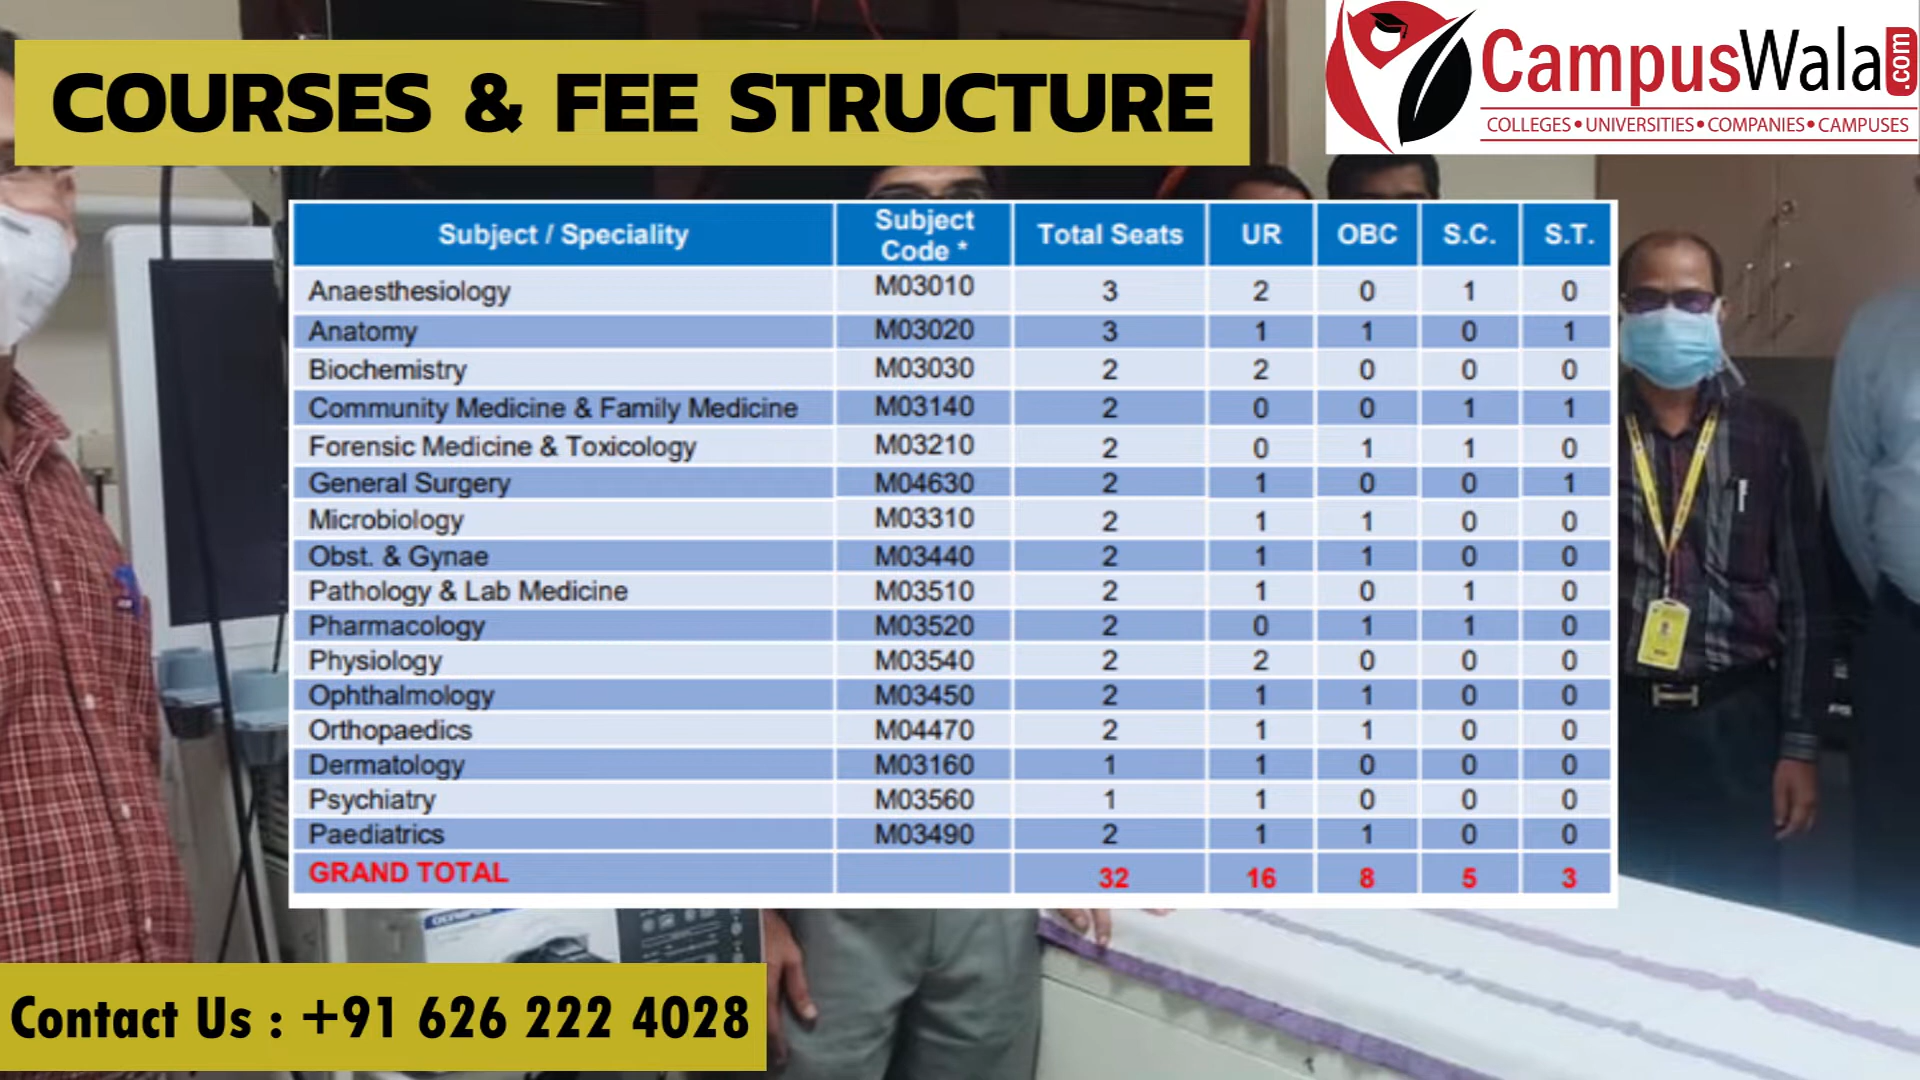 COURSES & FEE STRUCTURE
CampusWala.com
COLLEGES • UNIVERSITIES • COMPANIES • CAMPUSES
Subject / Speciality Subject Code * Total Seats UR OBC S.C. S.T.
Anaesthesiology M03010 3 2 0 1 0
Anatomy M03020 3 1 1 0 1
Biochemistry M03030 2 2 0 0 0
Community Medicine & Family Medicine M03140 2 0 0 1 1
Forensic Medicine & Toxicology M03210 2 0 1 1 0
General Surgery M04630 2 1 0 0 1
Microbiology M03310 2 1 1 0 0
Obst. & Gynae M03440 2 1 1 0 0
Pathology & Lab Medicine M03510 2 1 0 1 0
Pharmacology M03520 2 0 1 1 0
Physiology M03540 2 2 0 0 0
Ophthalmology M03450 2 1 1 0 0
Orthopaedics M04470 2 1 1 0 0
Dermatology M03160 1 1 0 0 0
Psychiatry M03560 1 1 0 0 0
Paediatrics M03490 2 1 1 0 0
GRAND TOTAL 32 16 8 5 3
Contact Us : +91 626 222 4028